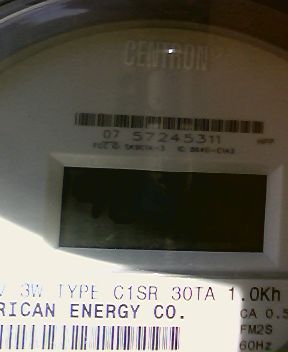 CENTRON
07 57245311
3W TYPE C1SR 30TA 1.0Kh
RICAN ENERGY CO.
CA 0.5
FM2S
60Hz